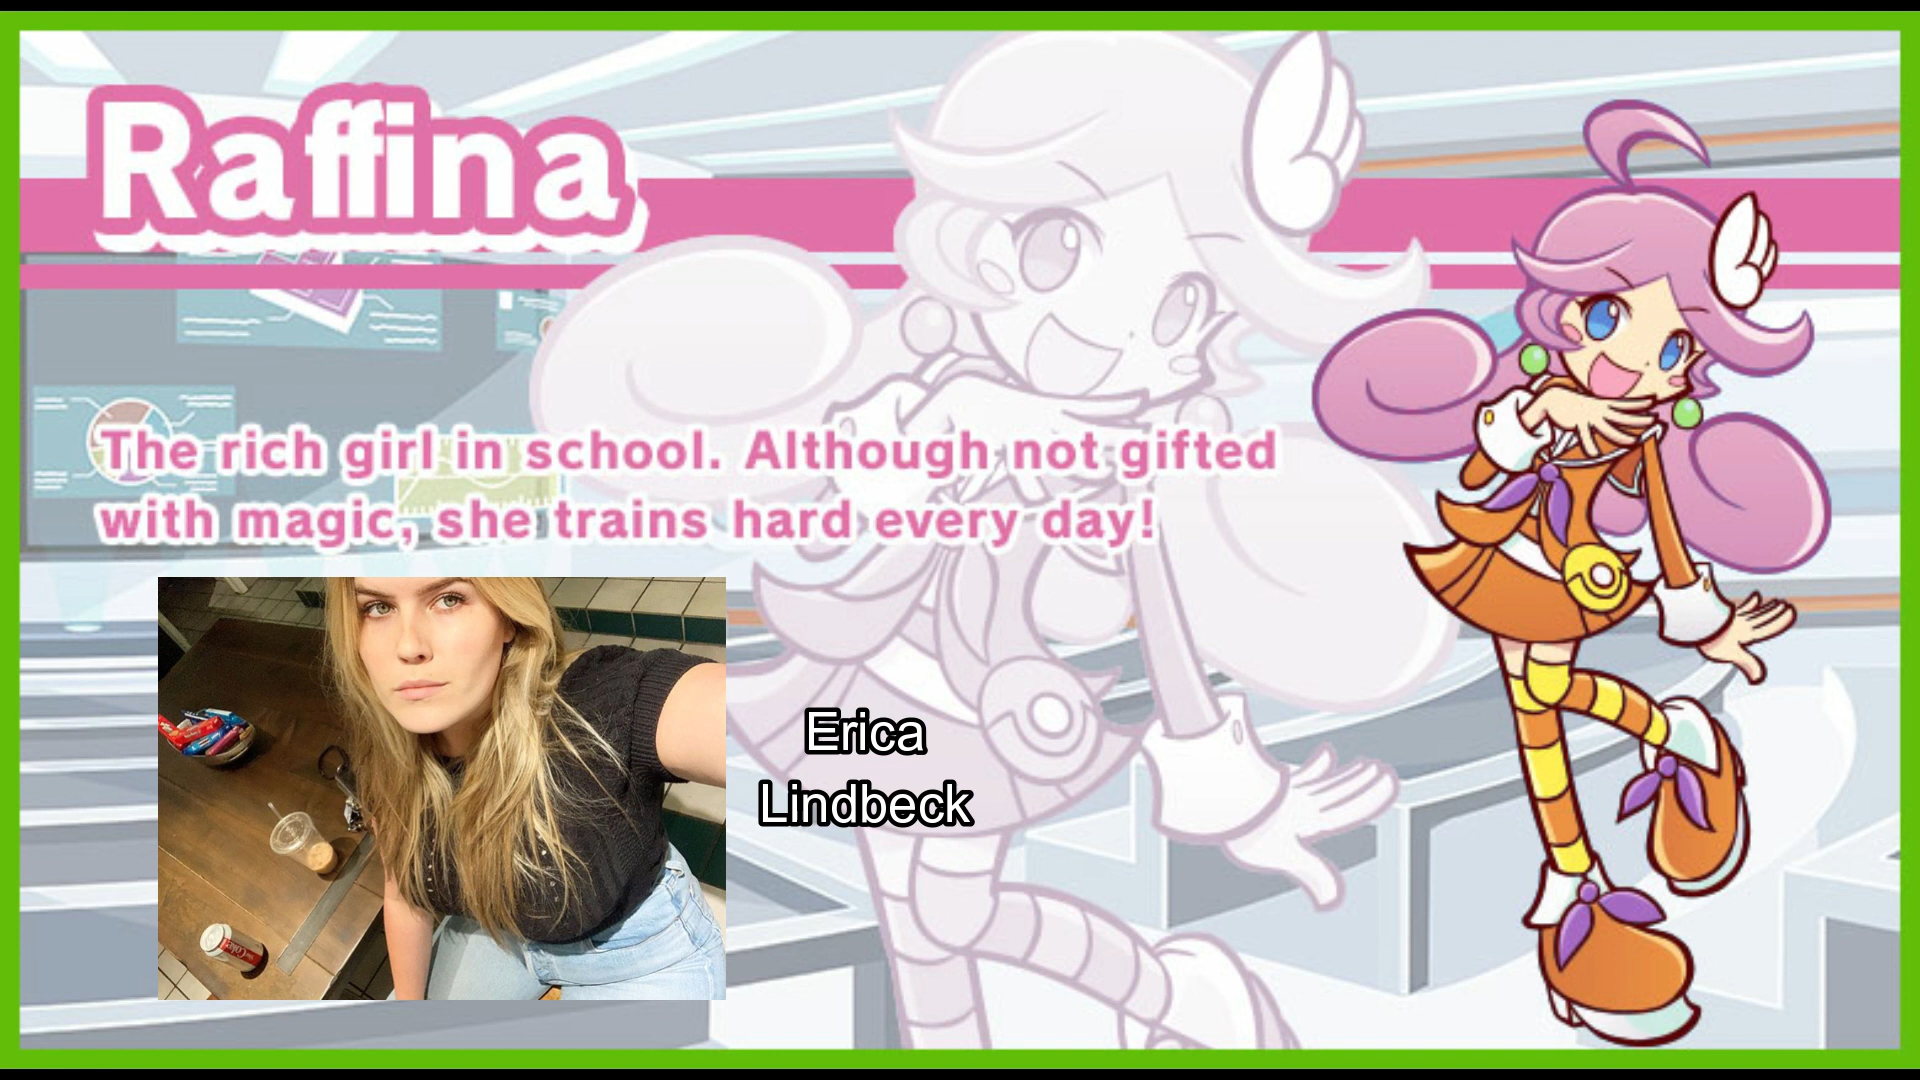 Raffina
The rich girl in school. Although not gifted
with magic, she trains hard every day!
Erica
Lindbeck